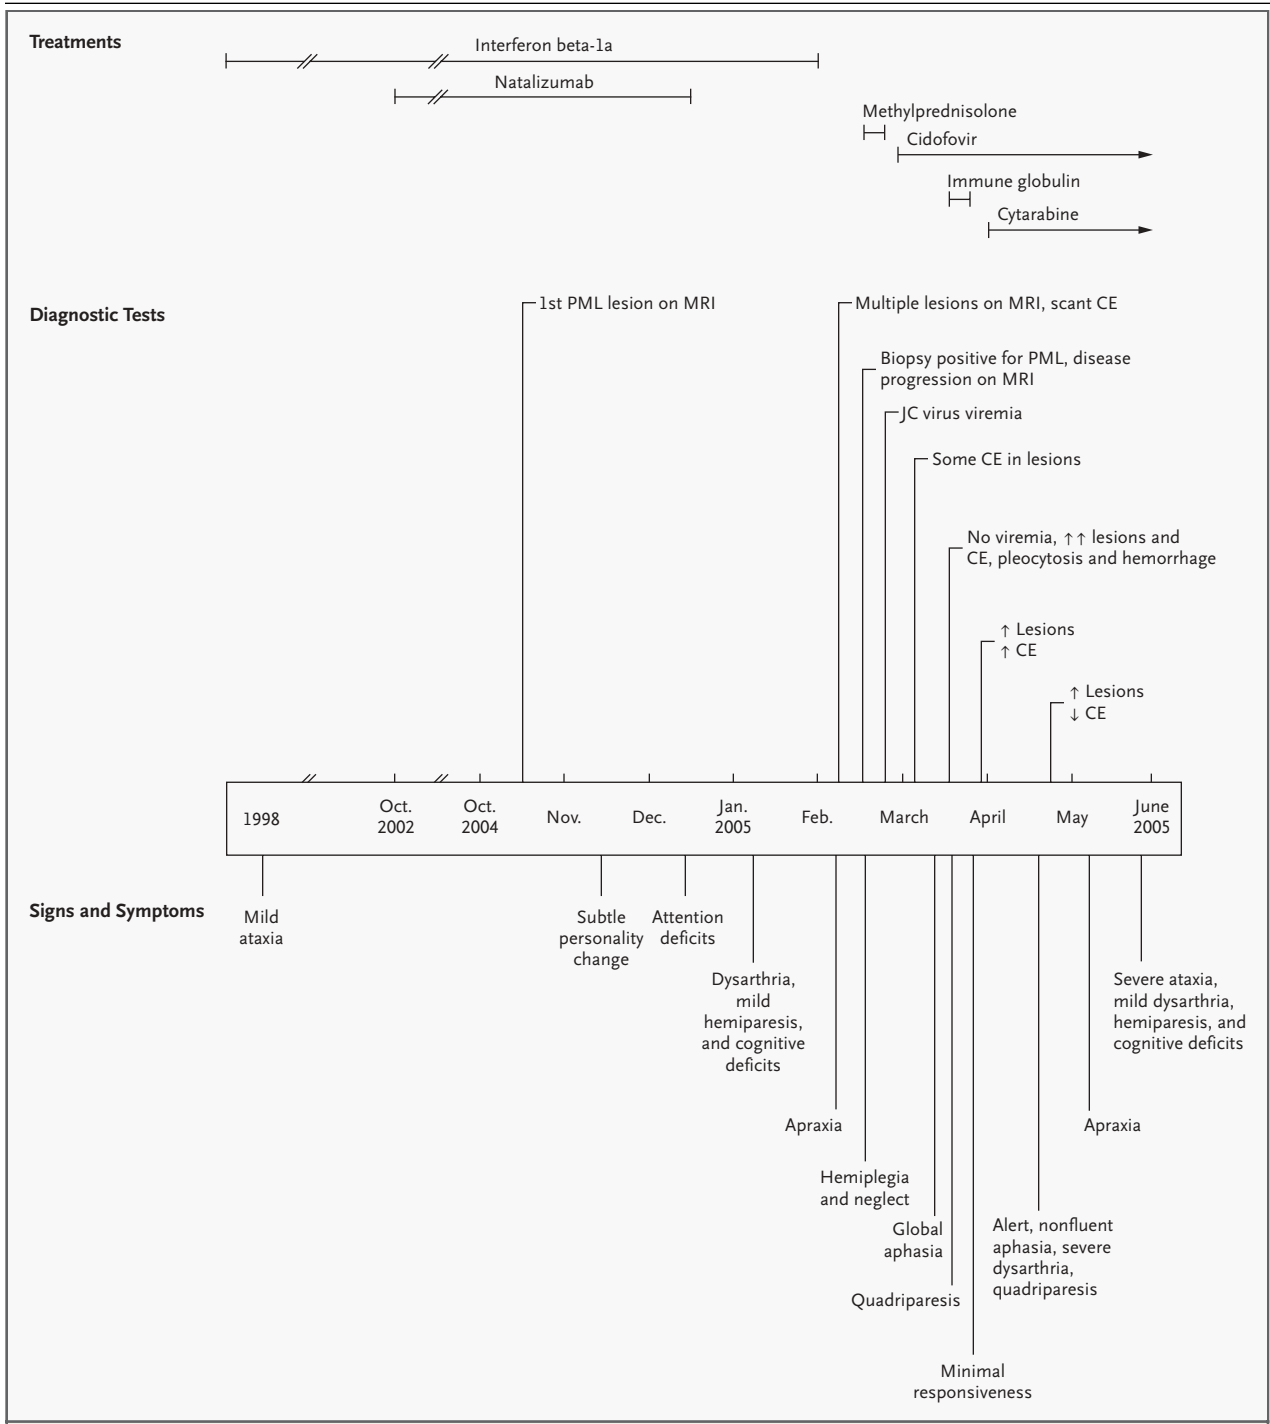 Treatments
Interferon beta-1a
Natalizumab
Methylprednisolone
Cidofovir
Immune globulin
Cytarabine
Diagnostic Tests
1st PML lesion on MRI
Multiple lesions on MRI, scant CE
Biopsy positive for PML, disease
progression on MRI
JC virus viremia
Some CE in lesions
No viremia, ↑↑ lesions and
CE, pleocytosis and hemorrhage
↑ Lesions
↑ CE
↑ Lesions
↓ CE
1998
Oct.
2002
Oct.
2004
Nov.
Dec.
Jan.
2005
Feb.
March
April
May
June
2005
Signs and Symptoms
Mild
ataxia
Subtle
personality
change
Attention
deficits
Dysarthria,
mild
hemiparesis,
and cognitive
deficits
Severe ataxia,
mild dysarthria,
hemiparesis, and
cognitive deficits
Apraxia
Apraxia
Hemiplegia
and neglect
Global
aphasia
Alert, nonfluent
aphasia, severe
dysarthria,
quadriparesis
Quadriparesis
Minimal
responsiveness